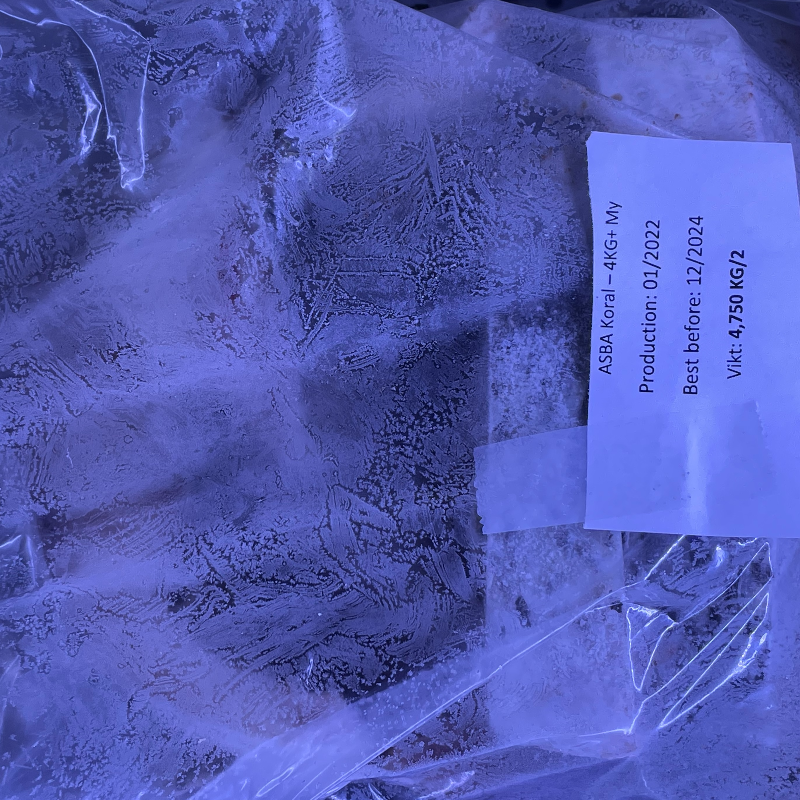 ASBA Koral – 4KG+ My
Production: 01/2022
Best before: 12/2024
Vikt: 4,750 KG/2